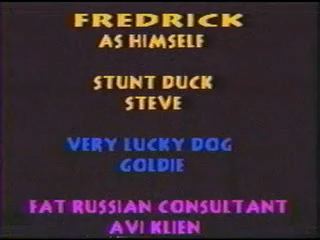 FREDRICK
AS HIMSELF
STUNT DUCK
STEVE
VERY LUCKY DOG
GOLDIE
FAT RUSSIAN CONSULTANT
AVI KLIEN